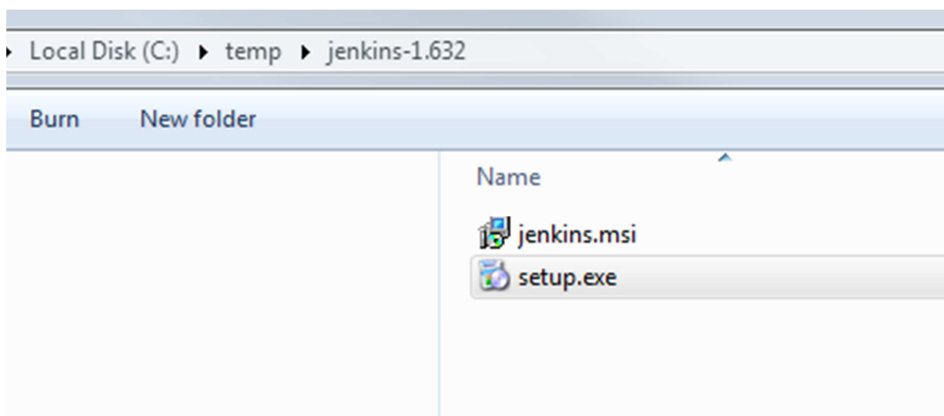 Local Disk (C:) temp jenkins-1.632
Burn New folder
Name
jenkins.msi
setup.exe